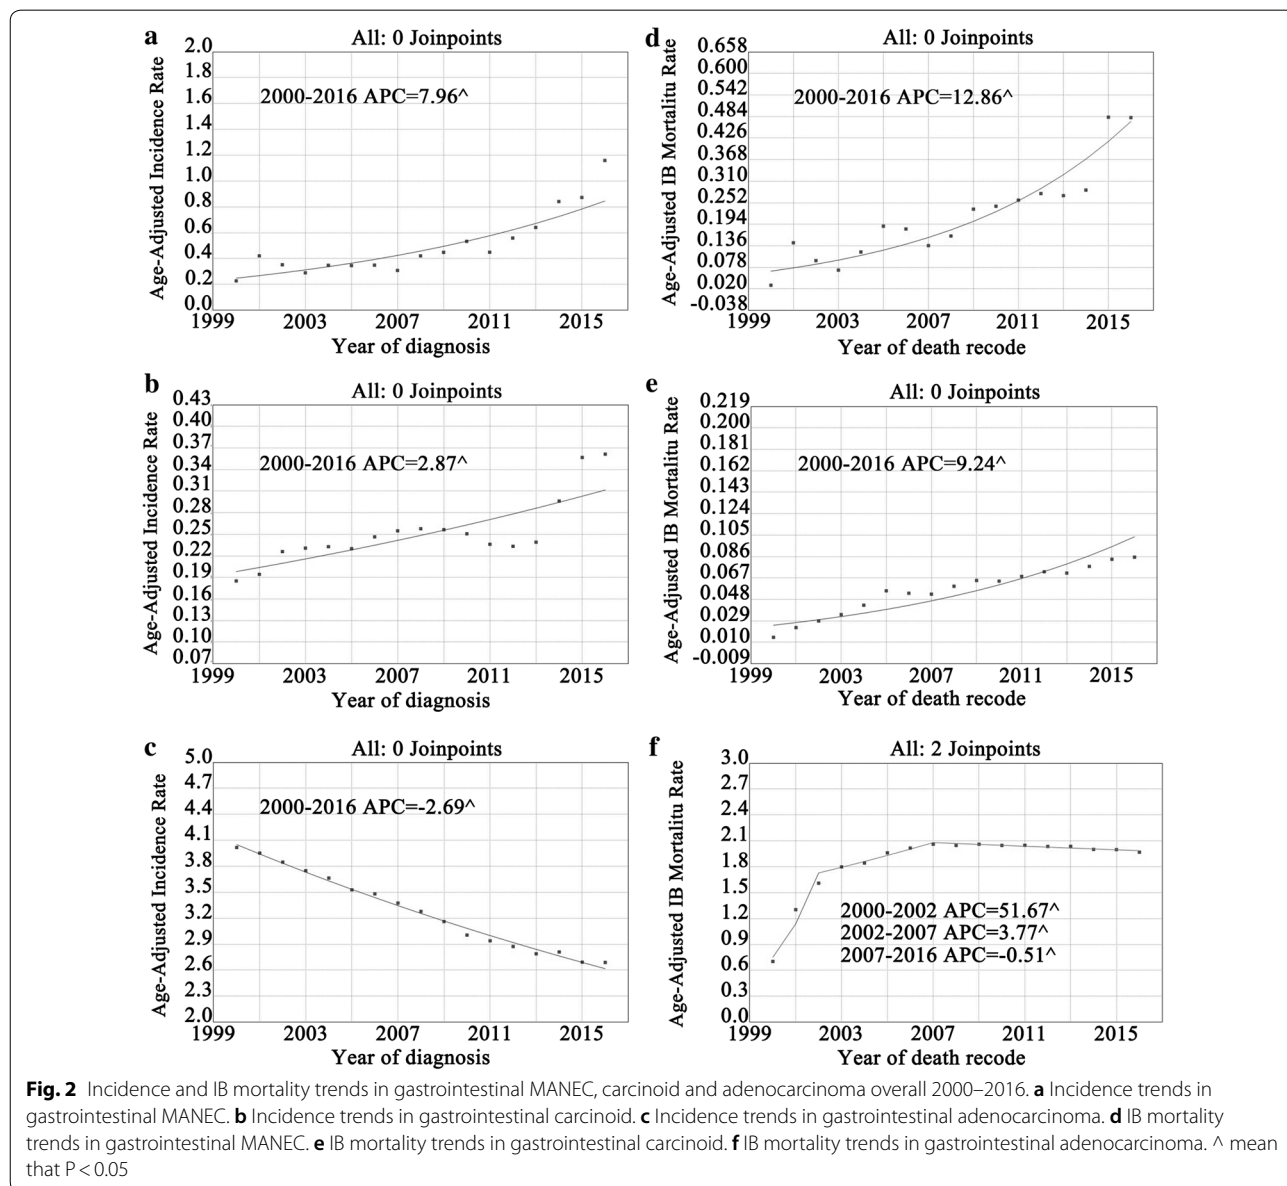 a
All: 0 Joinpoints
Age-Adjusted Incidence Rate
2.0
1.8
1.6
1.4
1.2
1.0
0.8
0.6
0.4
0.2
0.0
2000-2016 APC=7.96^
1999 2003 2007 2011 2015
Year of diagnosis
d
All: 0 Joinpoints
Age-Adjusted IB Mortalitu Rate
0.658
0.600
0.542
0.484
0.426
0.368
0.310
0.252
0.194
0.136
0.078
0.020
-0.038
2000-2016 APC=12.86^
1999 2003 2007 2011 2015
Year of death recode
b
All: 0 Joinpoints
Age-Adjusted Incidence Rate
0.43
0.40
0.37
0.34
0.31
0.28
0.25
0.22
0.19
0.16
0.13
0.10
0.07
2000-2016 APC=2.87^
1999 2003 2007 2011 2015
Year of diagnosis
e
All: 0 Joinpoints
Age-Adjusted IB Mortalitu Rate
0.219
0.200
0.181
0.162
0.143
0.124
0.105
0.086
0.067
0.048
0.029
0.010
-0.009
2000-2016 APC=9.24^
1999 2003 2007 2011 2015
Year of death recode
c
All: 0 Joinpoints
Age-Adjusted Incidence Rate
5.0
4.7
4.4
4.1
3.8
3.5
3.2
2.9
2.6
2.3
2.0
2000-2016 APC=-2.69^
1999 2003 2007 2011 2015
Year of diagnosis
f
All: 2 Joinpoints
Age-Adjusted IB Mortalitu Rate
3.0
2.7
2.4
2.1
1.8
1.5
1.2
0.9
0.6
0.3
0.0
2000-2002 APC=51.67^
2002-2007 APC=3.77^
2007-2016 APC=-0.51^
1999 2003 2007 2011 2015
Year of death recode
Fig. 2 Incidence and IB mortality trends in gastrointestinal MANEC, carcinoid and adenocarcinoma overall 2000–2016. a Incidence trends in
gastrointestinal MANEC. b Incidence trends in gastrointestinal carcinoid. c Incidence trends in gastrointestinal adenocarcinoma. d IB mortality
trends in gastrointestinal MANEC. e IB mortality trends in gastrointestinal carcinoid. f IB mortality trends in gastrointestinal adenocarcinoma. ^ mean
that P < 0.05